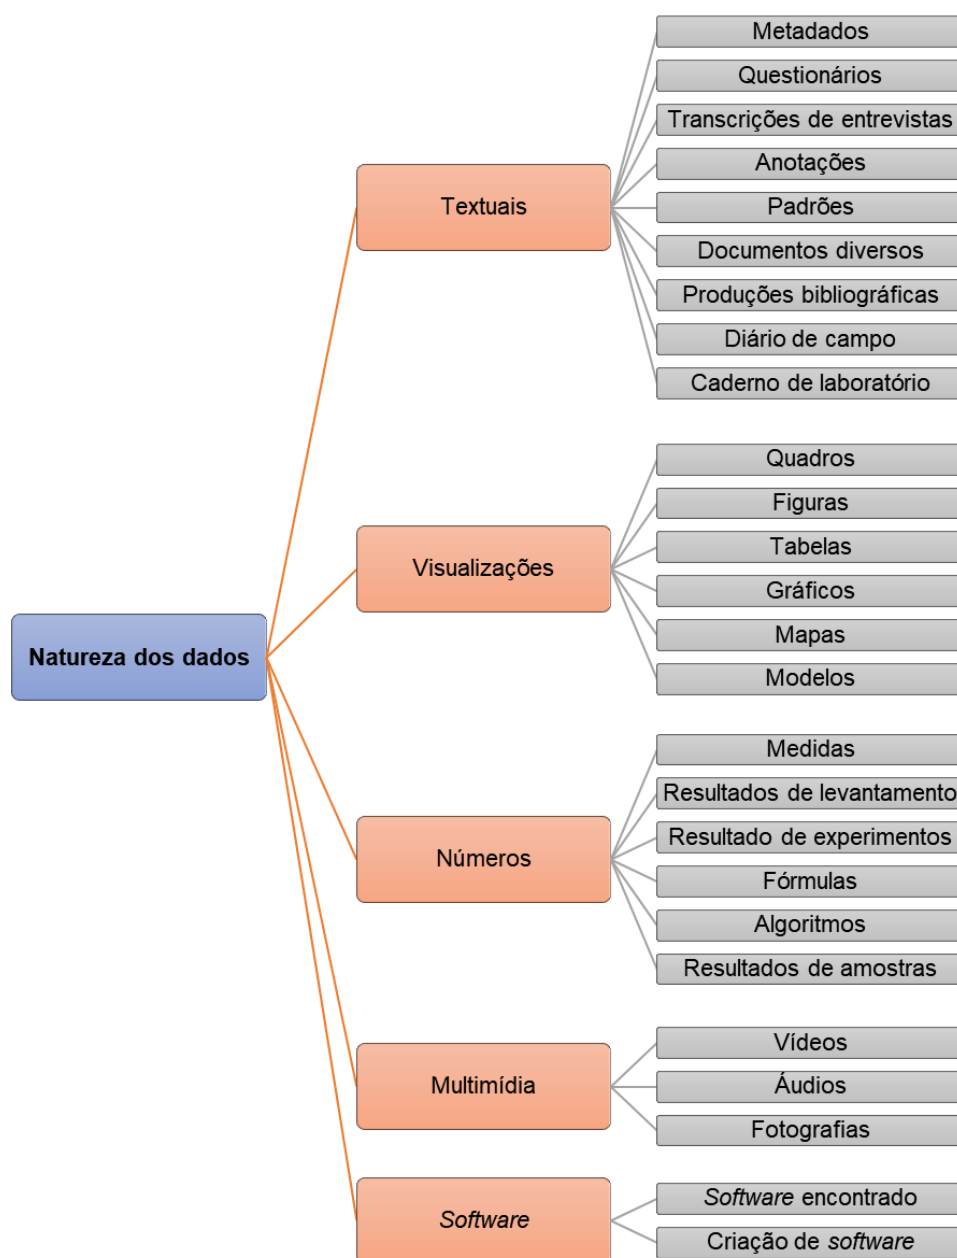 Natureza dos dados
Textuais
Metadados
Questionários
Transcrições de entrevistas
Anotações
Padrões
Documentos diversos
Produções bibliográficas
Diário de campo
Caderno de laboratório
Visualizações
Quadros
Figuras
Tabelas
Gráficos
Mapas
Modelos
Números
Medidas
Resultados de levantamento
Resultado de experimentos
Fórmulas
Algoritmos
Resultados de amostras
Multimídia
Vídeos
Áudios
Fotografias
Software
Software encontrado
Criação de software